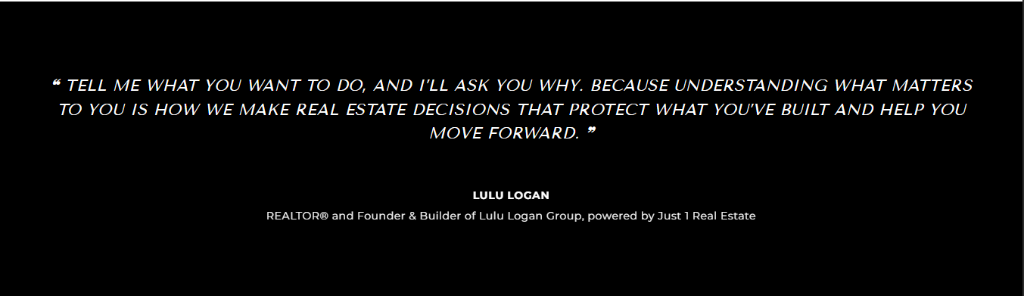 ❝ TELL ME WHAT YOU WANT TO DO, AND I'LL ASK YOU WHY. BECAUSE UNDERSTANDING WHAT MATTERS
TO YOU IS HOW WE MAKE REAL ESTATE DECISIONS THAT PROTECT WHAT YOU'VE BUILT AND HELP YOU
MOVE FORWARD. ❞
LULU LOGAN
REALTOR® and Founder & Builder of Lulu Logan Group, powered by Just 1 Real Estate